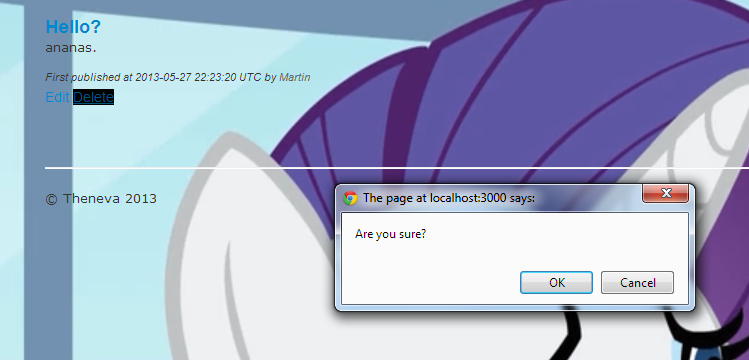 Hello?
ananas.
First published at 2013-05-27 22:23:20 UTC by Martin
Edit Delete
© Theneva 2013
The page at localhost:3000 says:
Are you sure?
OK Cancel